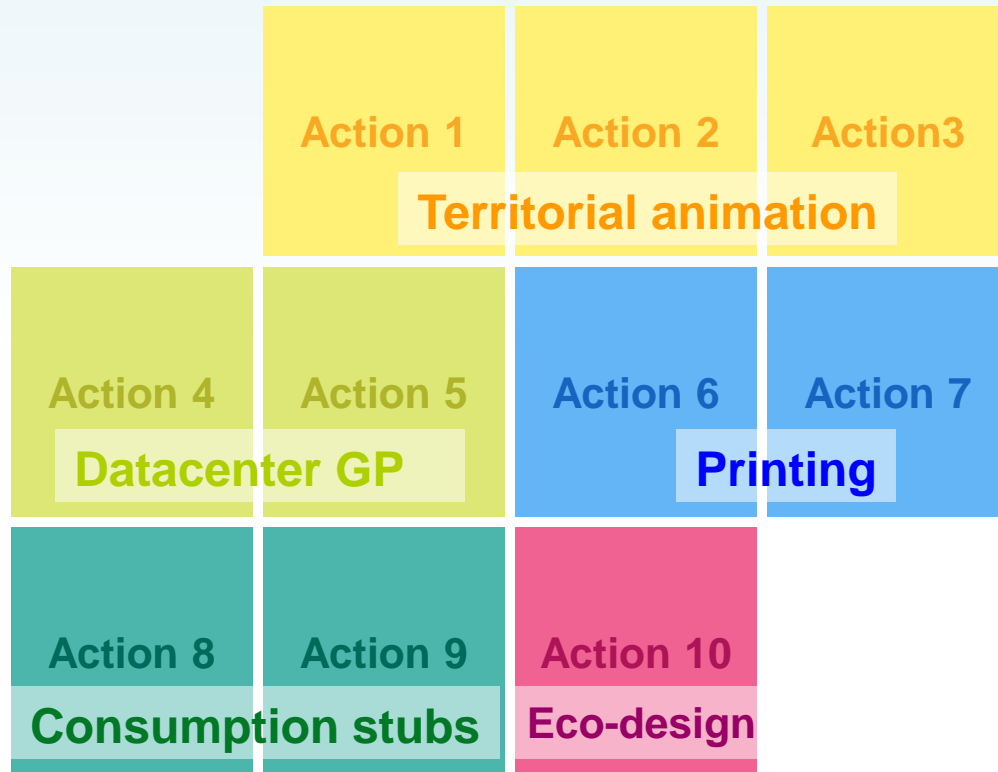 Action 1 Action 2 Action3
Territorial animation
Action 4 Action 5 Action 6 Action 7
Datacenter GP Printing
Action 8 Action 9 Action 10
Consumption stubs Eco-design